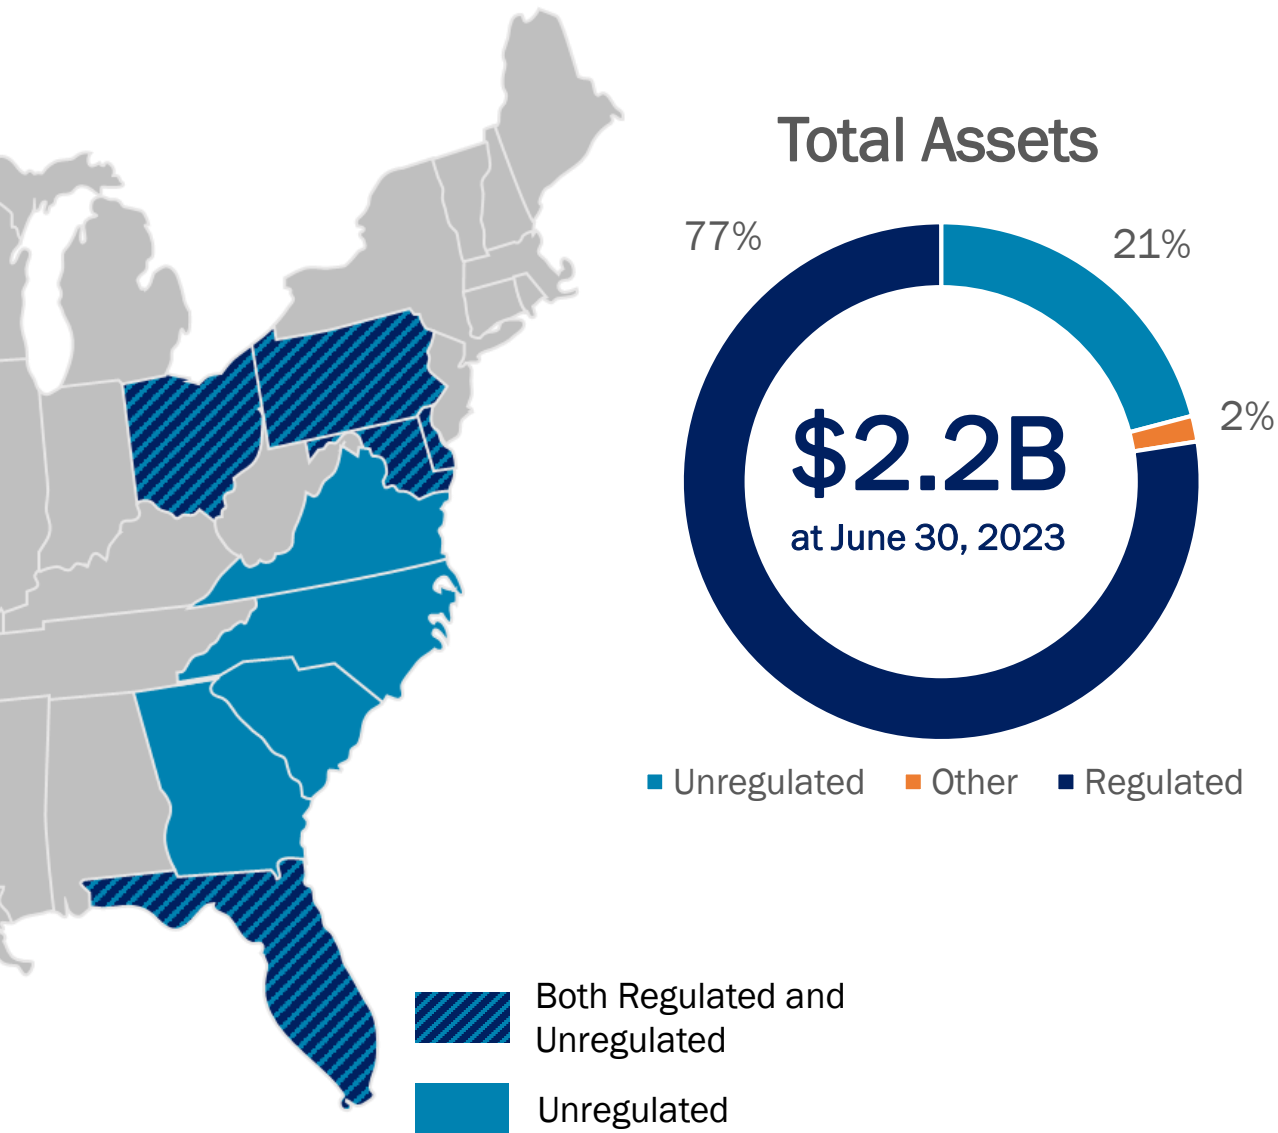 Total Assets
77%
21%
2%
$2.2B
at June 30, 2023
Unregulated
Other
Regulated
Both Regulated and
Unregulated
Unregulated